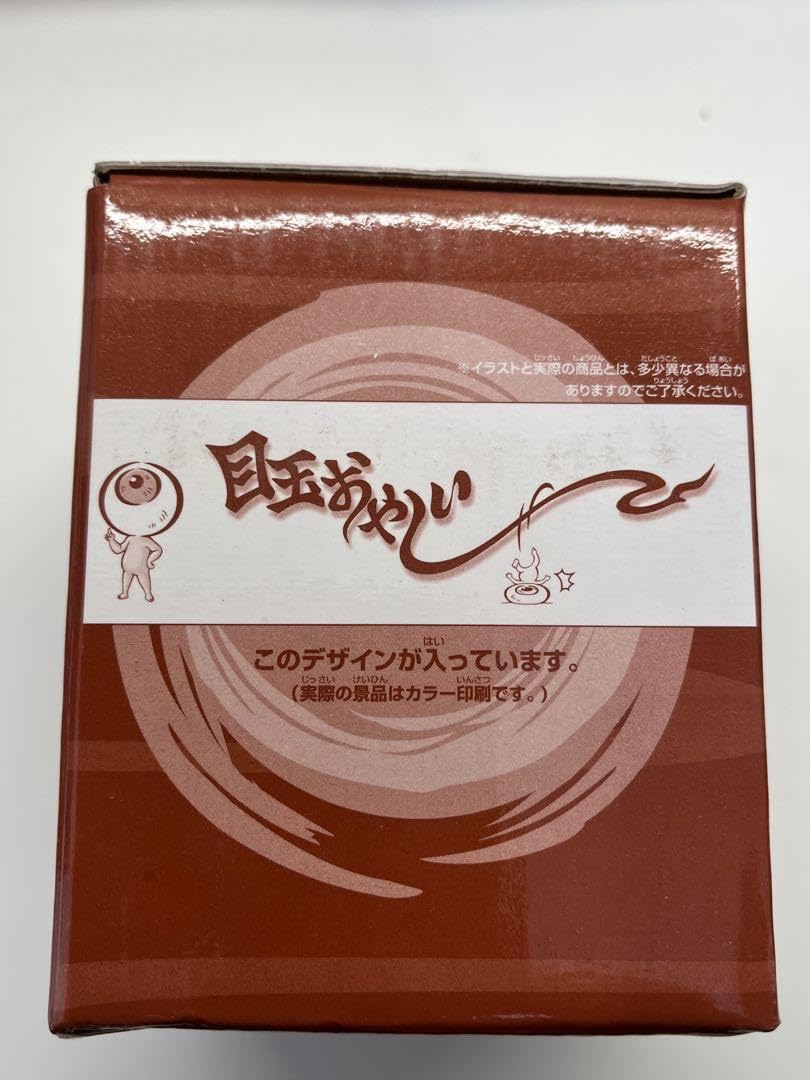 ※イラストと実際の商品とは、多少異なる場合が
ありますのでご了承ください。
目玉おやじ
このデザインが入っています。
(実際の景品はカラー印刷です。)